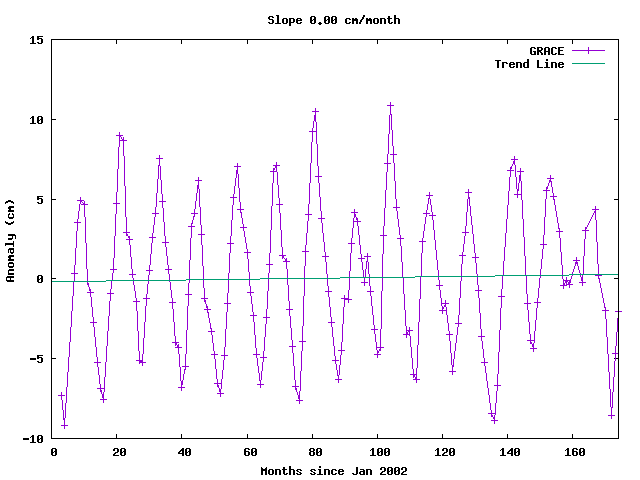 Slope 0.00 cm/month
GRACE
Trend Line
15
10
5
0
-5
-10
Anomaly (cm)
0 20 40 60 80 100 120 140 160
Months since Jan 2002